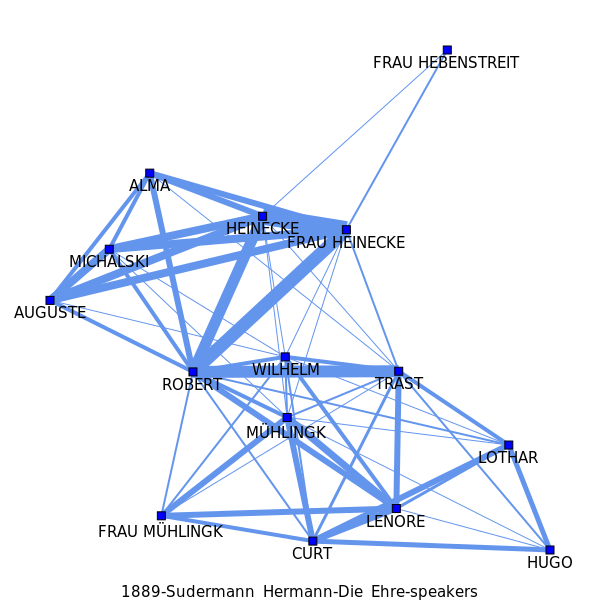 FRAU HEBENSTREIT
ALMA
HEINECKE
FRAU HEINECKE
MICHALSKI
AUGUSTE
WILHELM
ROBERT
TRAST
MÜHLINGK
LOTHAR
LENORE
FRAU MÜHLINGK
CURT
HUGO
1889-Sudermann Hermann-Die Ehre-speakers